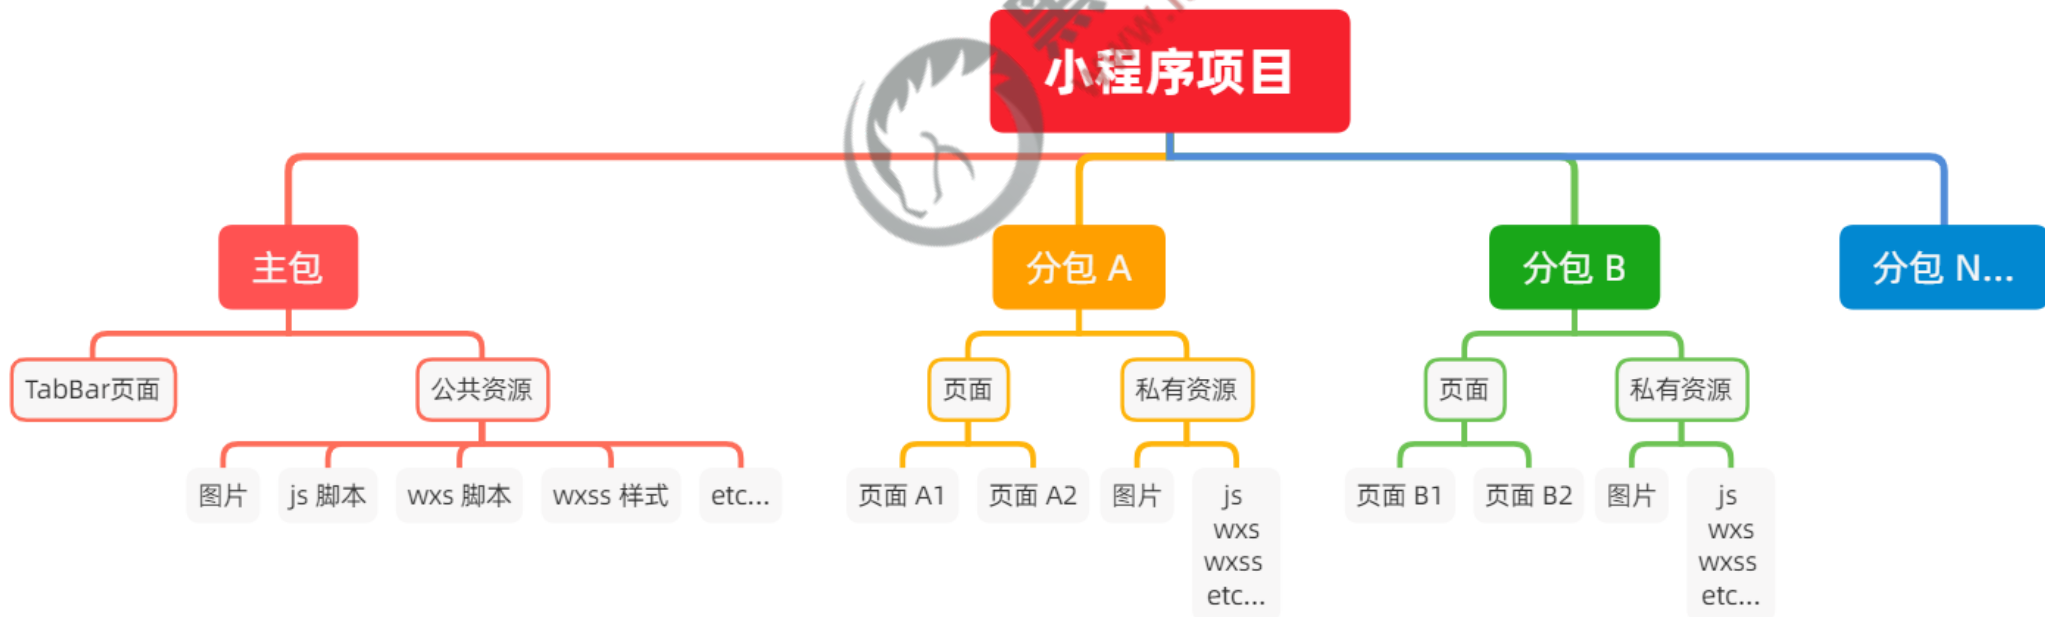 小程序项目
主包
分包 A
分包 B
分包 N...
TabBar页面
公共资源
页面
私有资源
页面
私有资源
图片
js 脚本
wxs 脚本
wxss 样式
etc...
页面 A1
页面 A2
图片
js
wxs
wxss
etc...
页面 B1
页面 B2
图片
js
wxs
wxss
etc...